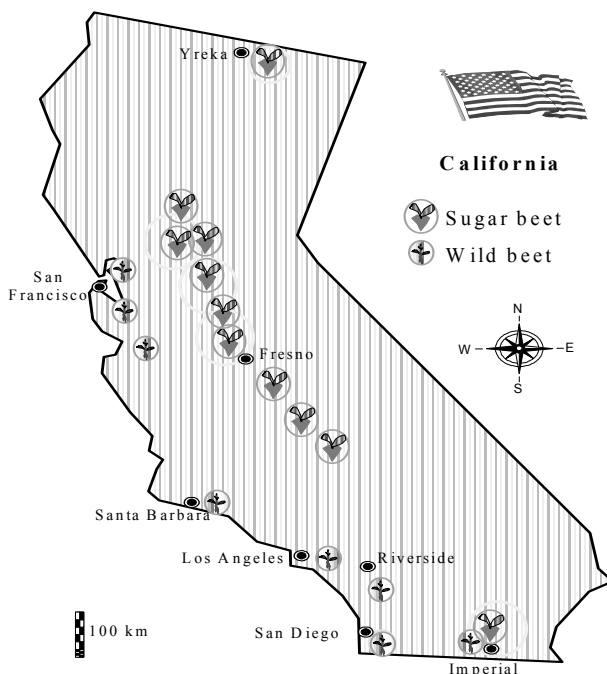 Yreka
California
Sugar beet
Wild beet
San
Francisco
N
W
E
S
Fresno
Santa Barbara
Los Angeles
Riverside
San Diego
100 km
Imperial